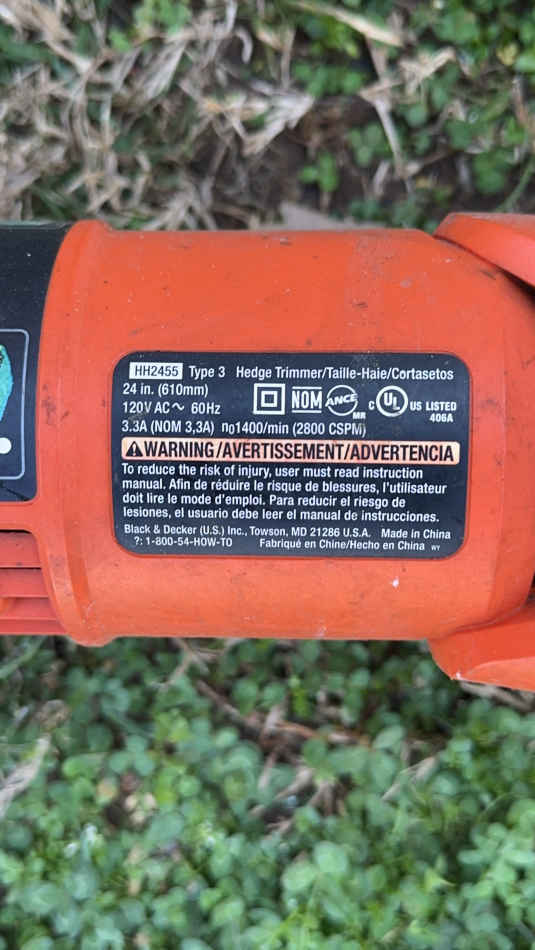 HH2455 Type 3 Hedge Trimmer/Taille-Haie/Cortasetos
24 in. (610mm)
120V AC ~ 60Hz
NOM ANCE MR C UL US LISTED 406A
3.3A (NOM 3,3A) n₀1400/min (2800 CSPM)
⚠WARNING/AVERTISSEMENT/ADVERTENCIA
To reduce the risk of injury, user must read instruction
manual. Afin de réduire le risque de blessures, l'utilisateur
doit lire le mode d'emploi. Para reducir el riesgo de
lesiones, el usuario debe leer el manual de instrucciones.
Black & Decker (U.S.) Inc., Towson, MD 21286 U.S.A. Made in China
?: 1-800-54-HOW-TO Fabriqué en Chine/Hecho en China WY